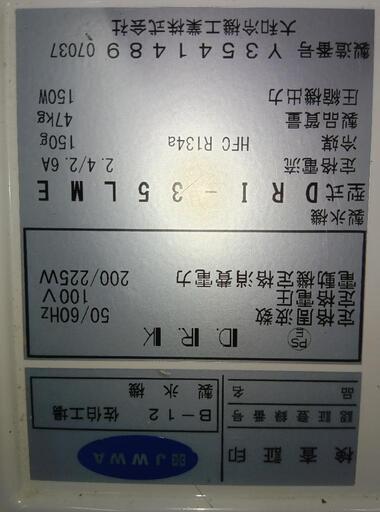 検査証印 JWWA
認証登録番号 B-12 佐伯工場
品名 製氷機
PS E D.R.K
定格周波数 50/60Hz
定格電圧 100V
電動機定格消費電力 200/225W
製氷機
型式 DRI-35LME
定格電流 2.4/2.6A
冷媒 HFC R134a 150g
製品質量 47kg
圧縮機出力 150W
製造番号 Y3541489 07037
大和冷機工業株式会社